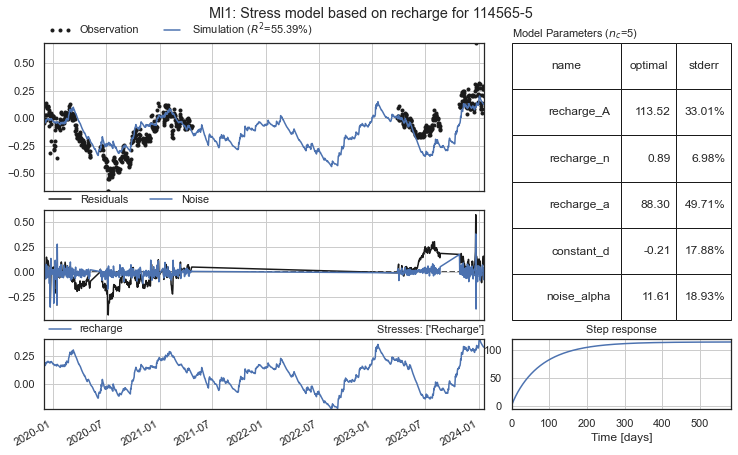 MI1: Stress model based on recharge for 114565-5
Observation Simulation (R²=55.39%)
0.50
0.25
0.00
−0.25
−0.50
Residuals Noise
0.50
0.25
0.00
−0.25
recharge Stresses: ['Recharge']
0.25
0.00
2020-01 2020-07 2021-01 2021-07 2022-01 2022-07 2023-01 2023-07 2024-01
Model Parameters (n_c=5)
name optimal stderr
recharge_A 113.52 33.01%
recharge_n 0.89 6.98%
recharge_a 88.30 49.71%
constant_d -0.21 17.88%
noise_alpha 11.61 18.93%
Step response
100
50
0
0 100 200 300 400 500
Time [days]